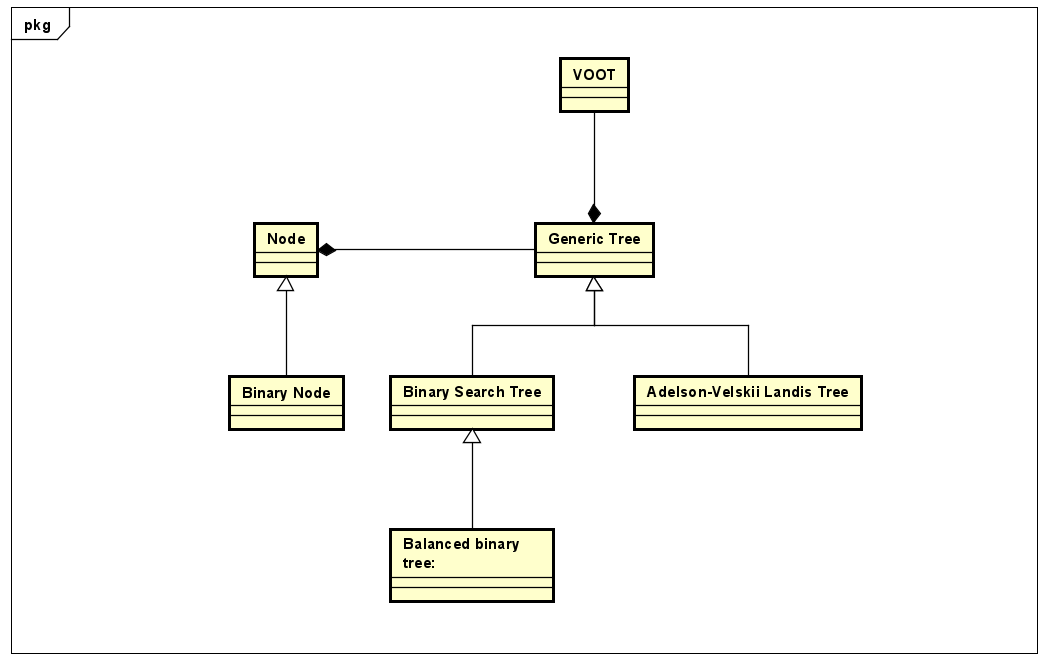 pkg
VOOT
Node
Generic Tree
Binary Node
Binary Search Tree
Adelson-Velskii Landis Tree
Balanced binary
tree: